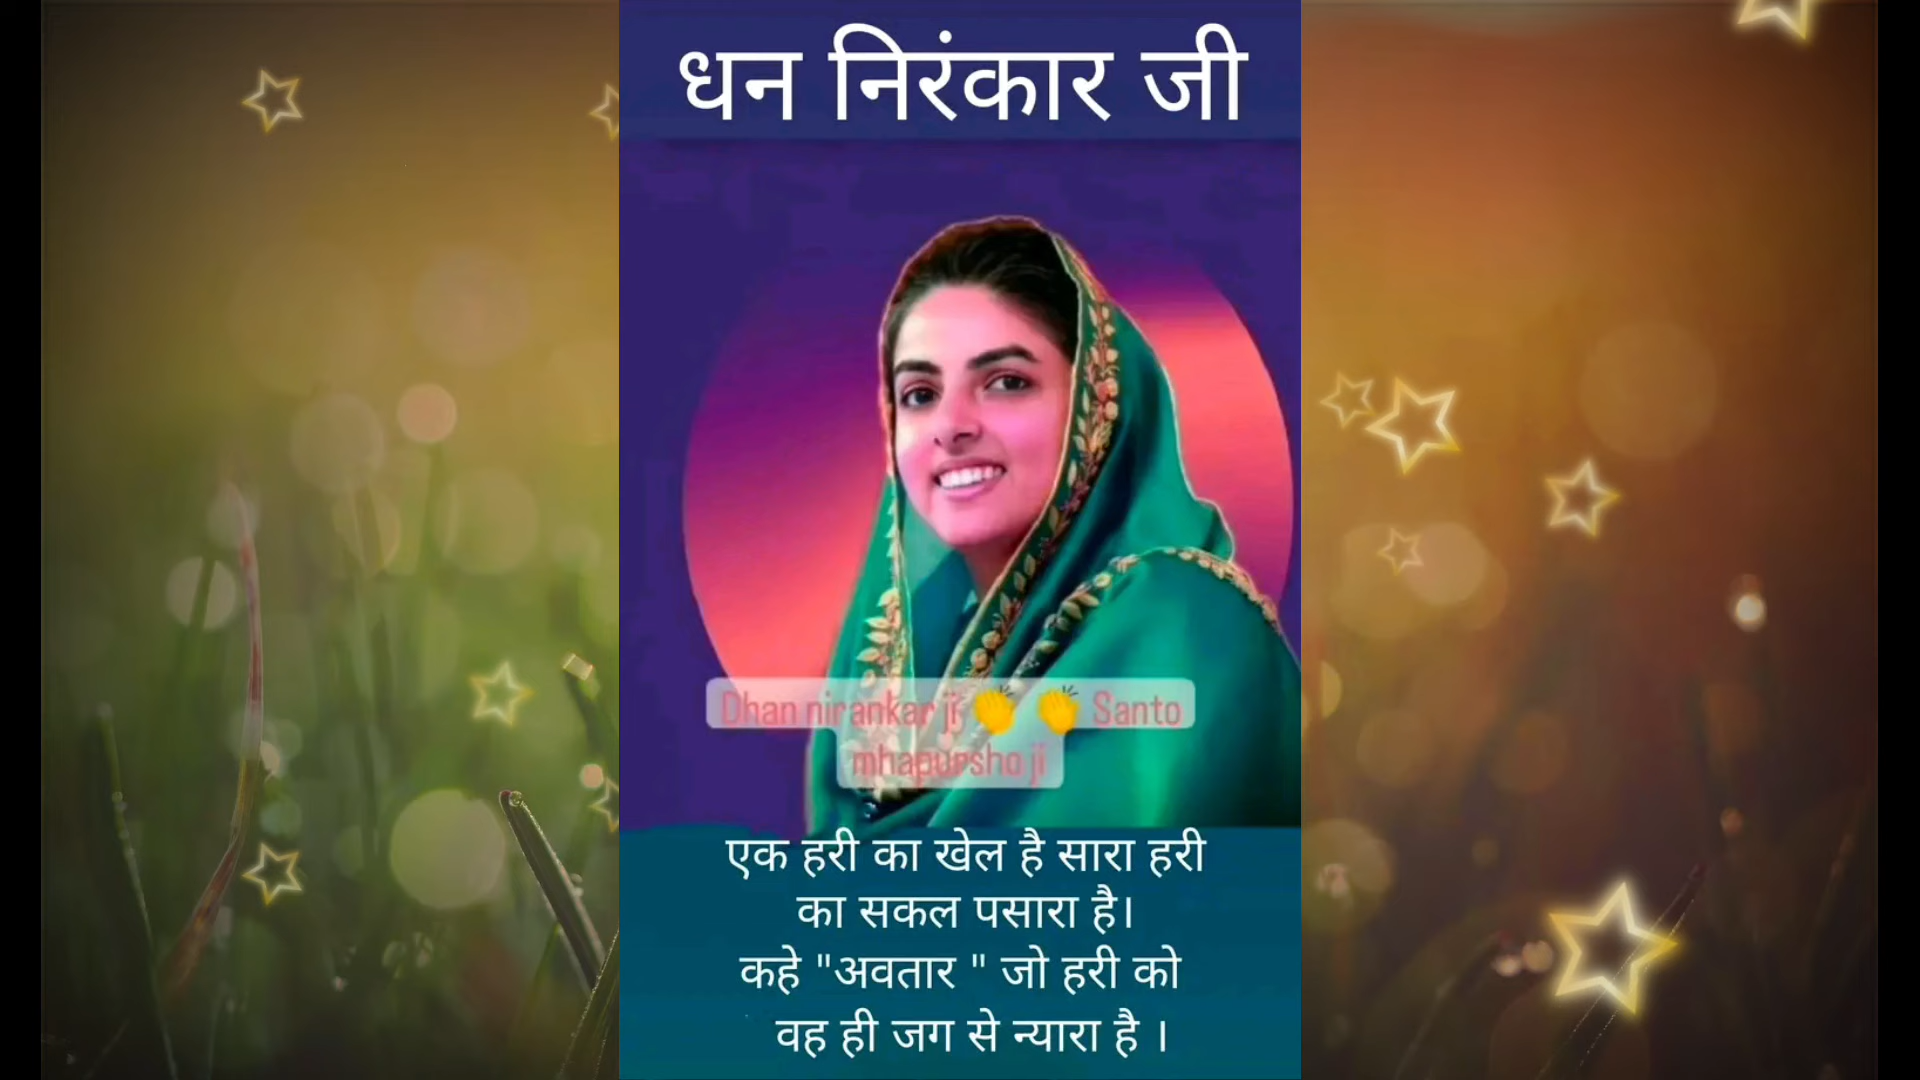 धन निरंकार जी
Dhan nirankar ji 👏 👏 Santo
mhapursho ji
एक हरी का खेल है सारा हरी
का सकल पसारा है।
कहे "अवतार " जो हरी को
वह ही जग से न्यारा है ।